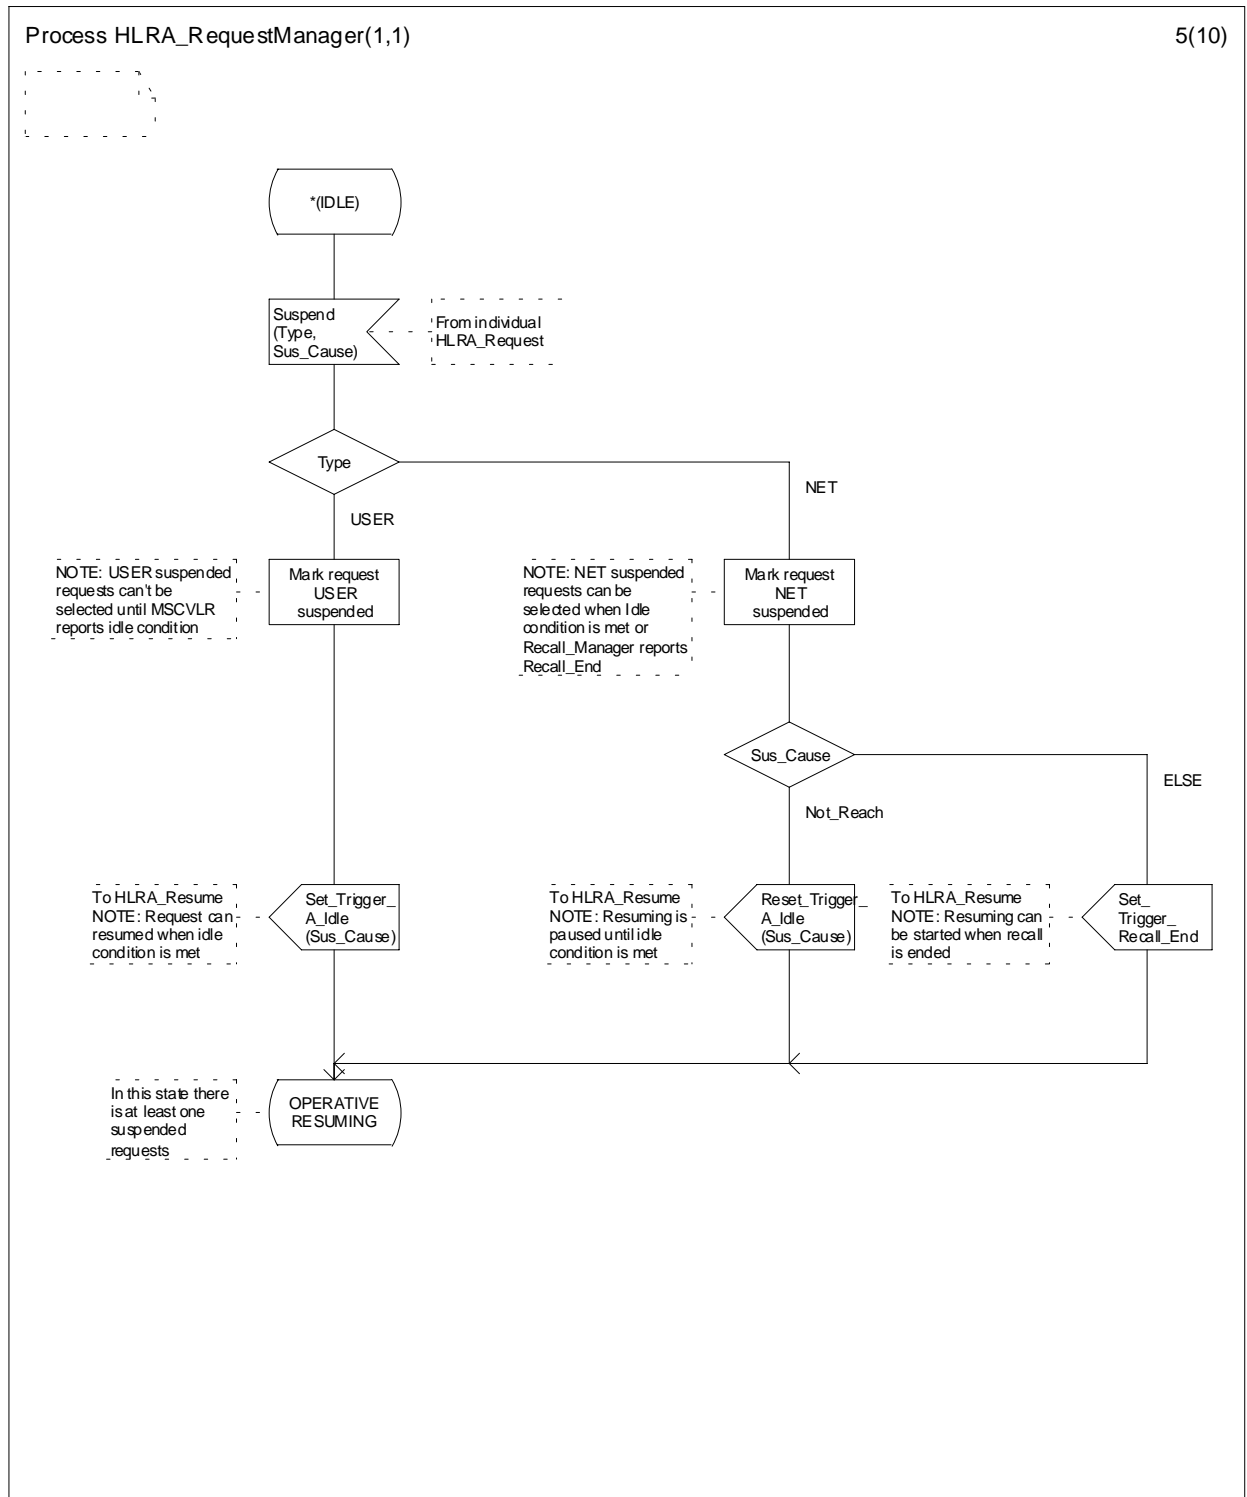 Process HLRA_RequestManager(1,1)
5(10)
*(IDLE)
Suspend
(Type,
Sus_Cause)
From individual
HLRA_Request
Type
NET
USER
NOTE: USER suspended
requests can't be
selected until MSCVLR
reports idle condition
Mark request
USER
suspended
NOTE: NET suspended
requests can be
selected when Idle
condition is met or
Recall_Manager reports
Recall_End
Mark request
NET
suspended
Sus_Cause
ELSE
Not_Reach
To HLRA_Resume
NOTE: Request can
resumed when idle
condition is met
Set_Trigger_
A_Idle
(Sus_Cause)
To HLRA_Resume
NOTE: Resuming is
paused until idle
condition is met
Reset_Trigger_
A_Idle
(Sus_Cause)
To HLRA_Resume
NOTE: Resuming can
be started when recall
is ended
Set_
Trigger_
Recall_End
In this state there
is at least one
suspended
requests
OPERATIVE
RESUMING